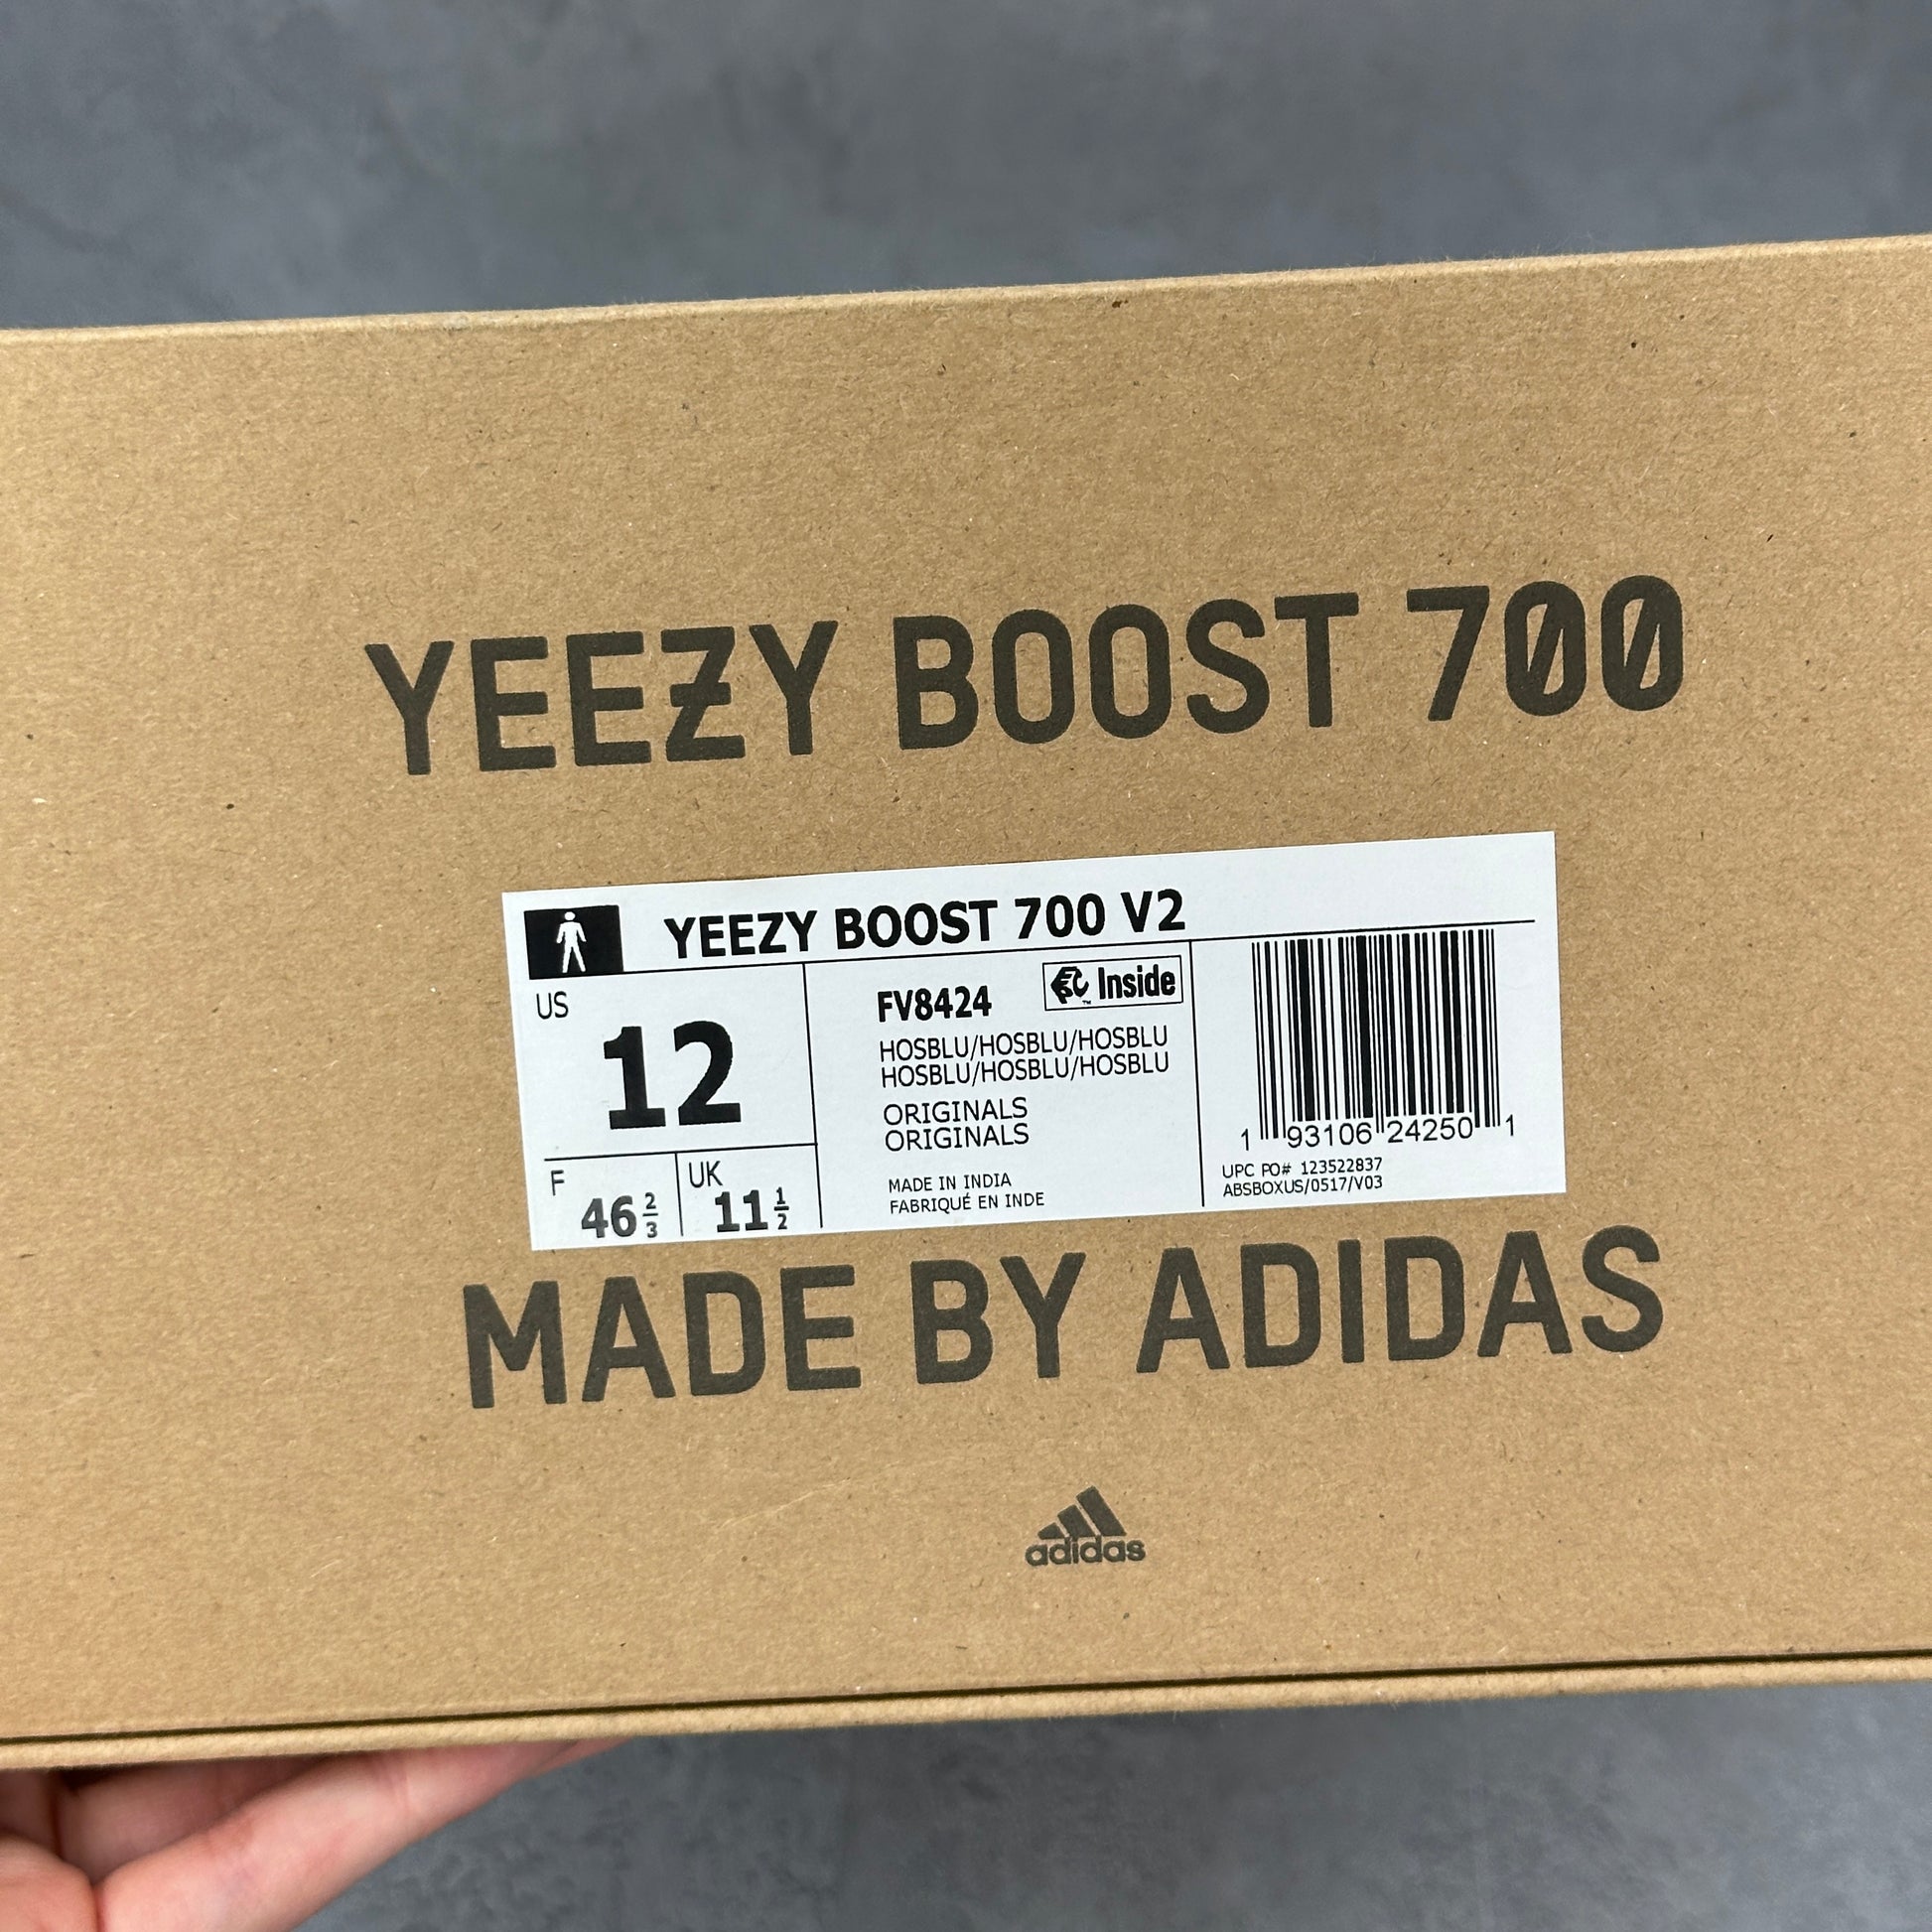 YEEZY BOOST 700
YEEZY BOOST 700 V2
US
12
F
46 2/3
UK
11 1/2
FV8424
Inside
HOSBLU/HOSBLU/HOSBLU
HOSBLU/HOSBLU/HOSBLU
ORIGINALS
ORIGINALS
MADE IN INDIA
FABRIQUÉ EN INDE
1 93106 24250 1
UPC PO# 123522837
ABSBOXUS/0517/V03
MADE BY ADIDAS
adidas